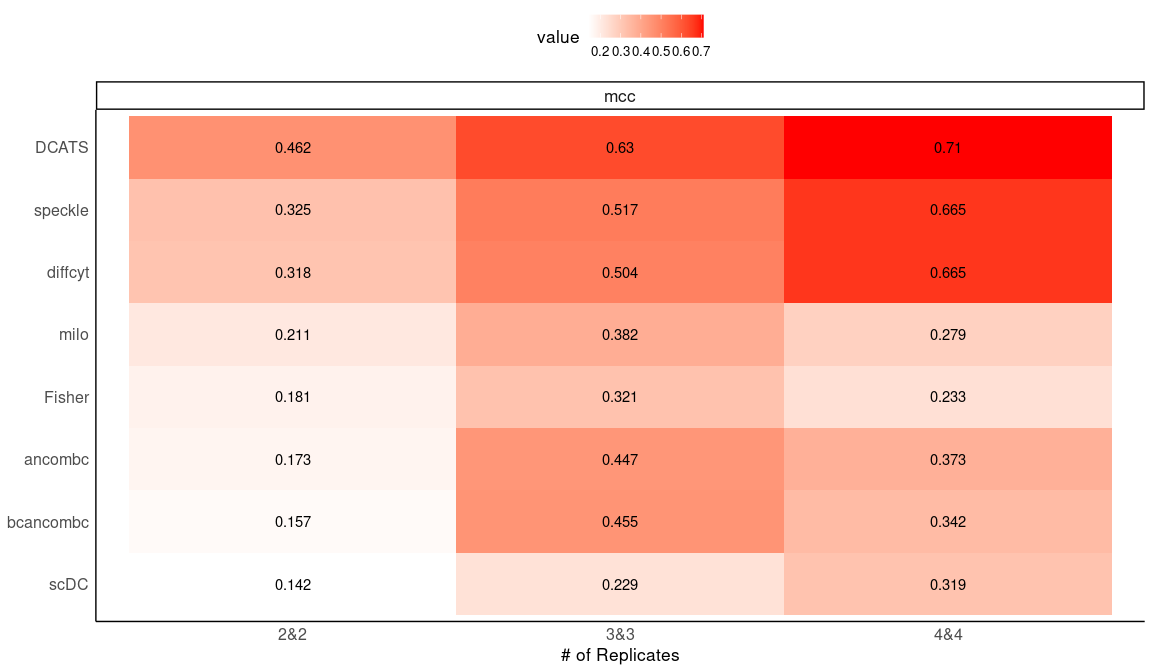 value
0.2 0.3 0.4 0.5 0.6 0.7
mcc
DCATS 0.462 0.63 0.71
speckle 0.325 0.517 0.665
diffcyt 0.318 0.504 0.665
milo 0.211 0.382 0.279
Fisher 0.181 0.321 0.233
ancombc 0.173 0.447 0.373
bcancombc 0.157 0.455 0.342
scDC 0.142 0.229 0.319
2&2 3&3 4&4
# of Replicates